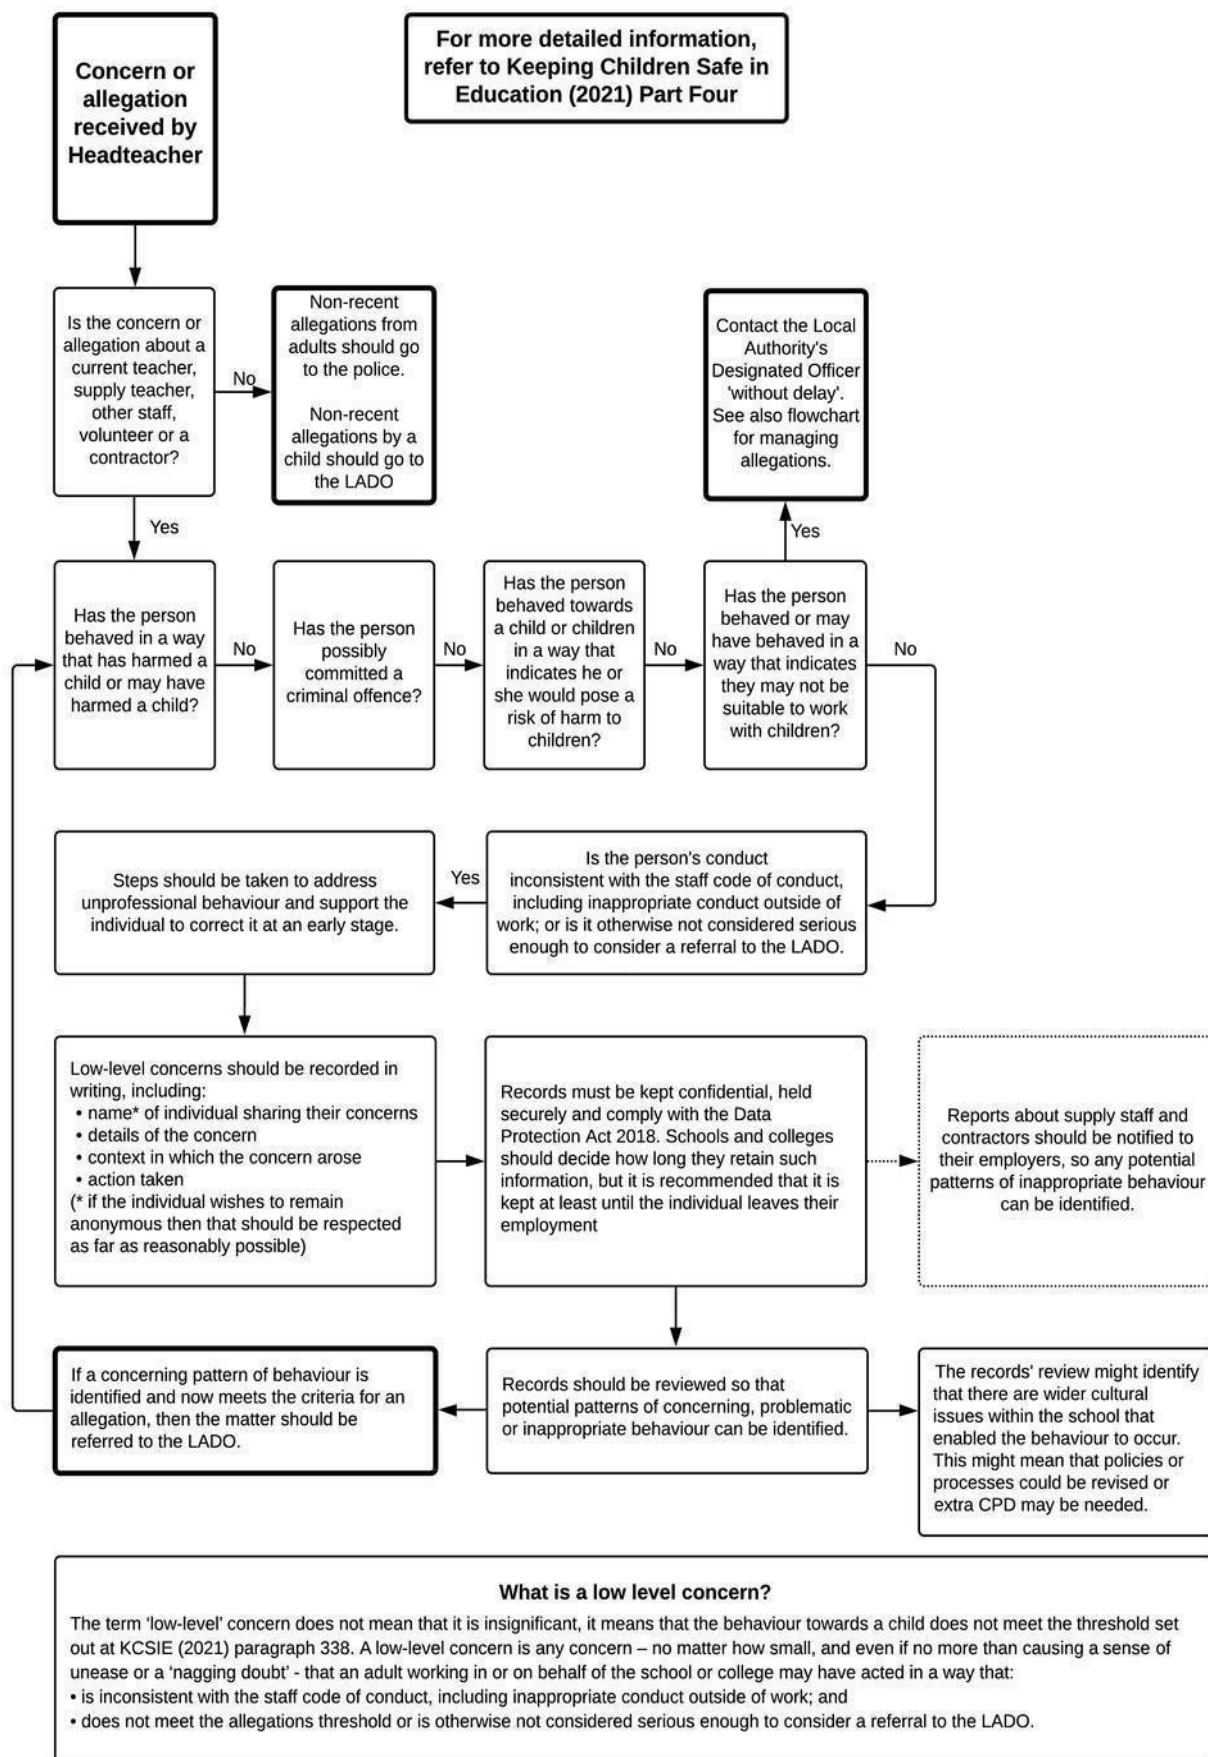 Concern or
allegation
received by
Headteacher
For more detailed information,
refer to Keeping Children Safe in
Education (2021) Part Four
Is the concern or
allegation about a
current teacher,
supply teacher,
other staff,
volunteer or a
contractor?
No
Non-recent
allegations from
adults should go
to the police.
Non-recent
allegations by a
child should go to
the LADO
Contact the Local
Authority's
Designated Officer
'without delay'.
See also flowchart
for managing
allegations.
Yes
Yes
Has the person
behaved in a way
that has harmed a
child or may have
harmed a child?
No
Has the person
possibly
committed a
criminal offence?
No
Has the person
behaved towards
a child or children
in a way that
indicates he or
she would pose a
risk of harm to
children?
No
Has the person
behaved or may
have behaved in a
way that indicates
they may not be
suitable to work
with children?
No
Is the person's conduct
inconsistent with the staff code of conduct,
including inappropriate conduct outside of
work; or is it otherwise not considered serious
enough to consider a referral to the LADO.
Yes
Steps should be taken to address
unprofessional behaviour and support the
individual to correct it at an early stage.
Low-level concerns should be recorded in
writing, including:
• name* of individual sharing their concerns
• details of the concern
• context in which the concern arose
• action taken
(* if the individual wishes to remain
anonymous then that should be respected
as far as reasonably possible)
Records must be kept confidential, held
securely and comply with the Data
Protection Act 2018. Schools and colleges
should decide how long they retain such
information, but it is recommended that it is
kept at least until the individual leaves their
employment
Reports about supply staff and
contractors should be notified to
their employers, so any potential
patterns of inappropriate behaviour
can be identified.
If a concerning pattern of behaviour is
identified and now meets the criteria for an
allegation, then the matter should be
referred to the LADO.
Records should be reviewed so that
potential patterns of concerning, problematic
or inappropriate behaviour can be identified.
The records' review might identify
that there are wider cultural
issues within the school that
enabled the behaviour to occur.
This might mean that policies or
processes could be revised or
extra CPD may be needed.
What is a low level concern?
The term ‘low-level’ concern does not mean that it is insignificant, it means that the behaviour towards a child does not meet the threshold set
out at KCSIE (2021) paragraph 338. A low-level concern is any concern – no matter how small, and even if no more than causing a sense of
unease or a ‘nagging doubt’ - that an adult working in or on behalf of the school or college may have acted in a way that:
• is inconsistent with the staff code of conduct, including inappropriate conduct outside of work; and
• does not meet the allegations threshold or is otherwise not considered serious enough to consider a referral to the LADO.